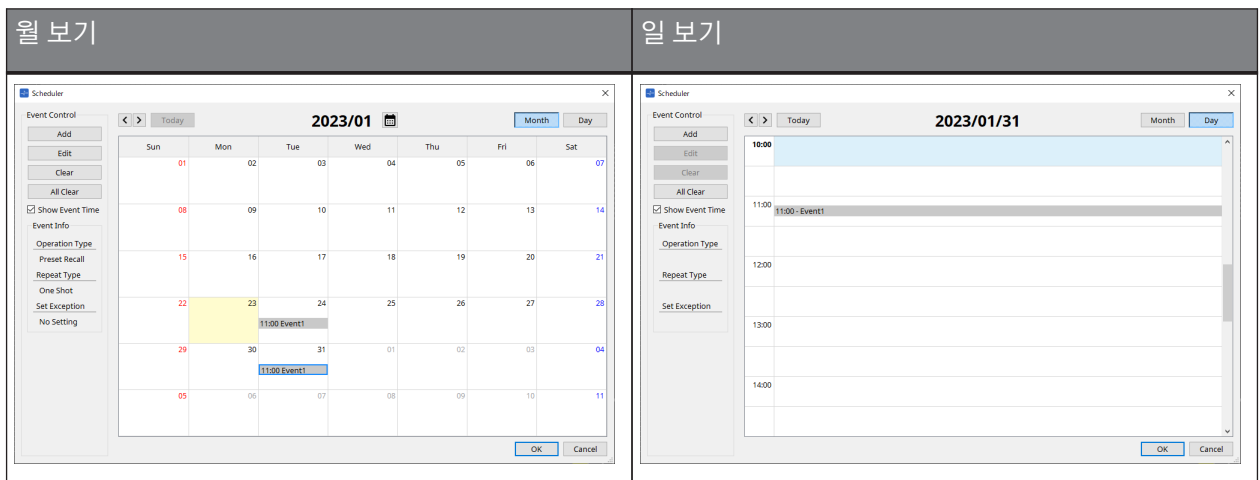 월 보기
일 보기
Scheduler
Event Control
Add
Edit
Clear
All Clear
Show Event Time
Event Info
Operation Type
Preset Recall
Repeat Type
One Shot
Set Exception
No Setting
Today
2023/01
Month Day
Sun Mon Tue Wed Thu Fri Sat
01 02 03 04 05 06 07
08 09 10 11 12 13 14
15 16 17 18 19 20 21
22 23 24 25 26 27 28
11:00 Event1
29 30 31 01 02 03 04
11:00 Event1
05 06 07 08 09 10 11
OK Cancel
Scheduler
Event Control
Add
Edit
Clear
All Clear
Show Event Time
Event Info
Operation Type
Repeat Type
Set Exception
Today
2023/01/31
Month Day
10:00
11:00
11:00 - Event1
12:00
13:00
14:00
OK Cancel